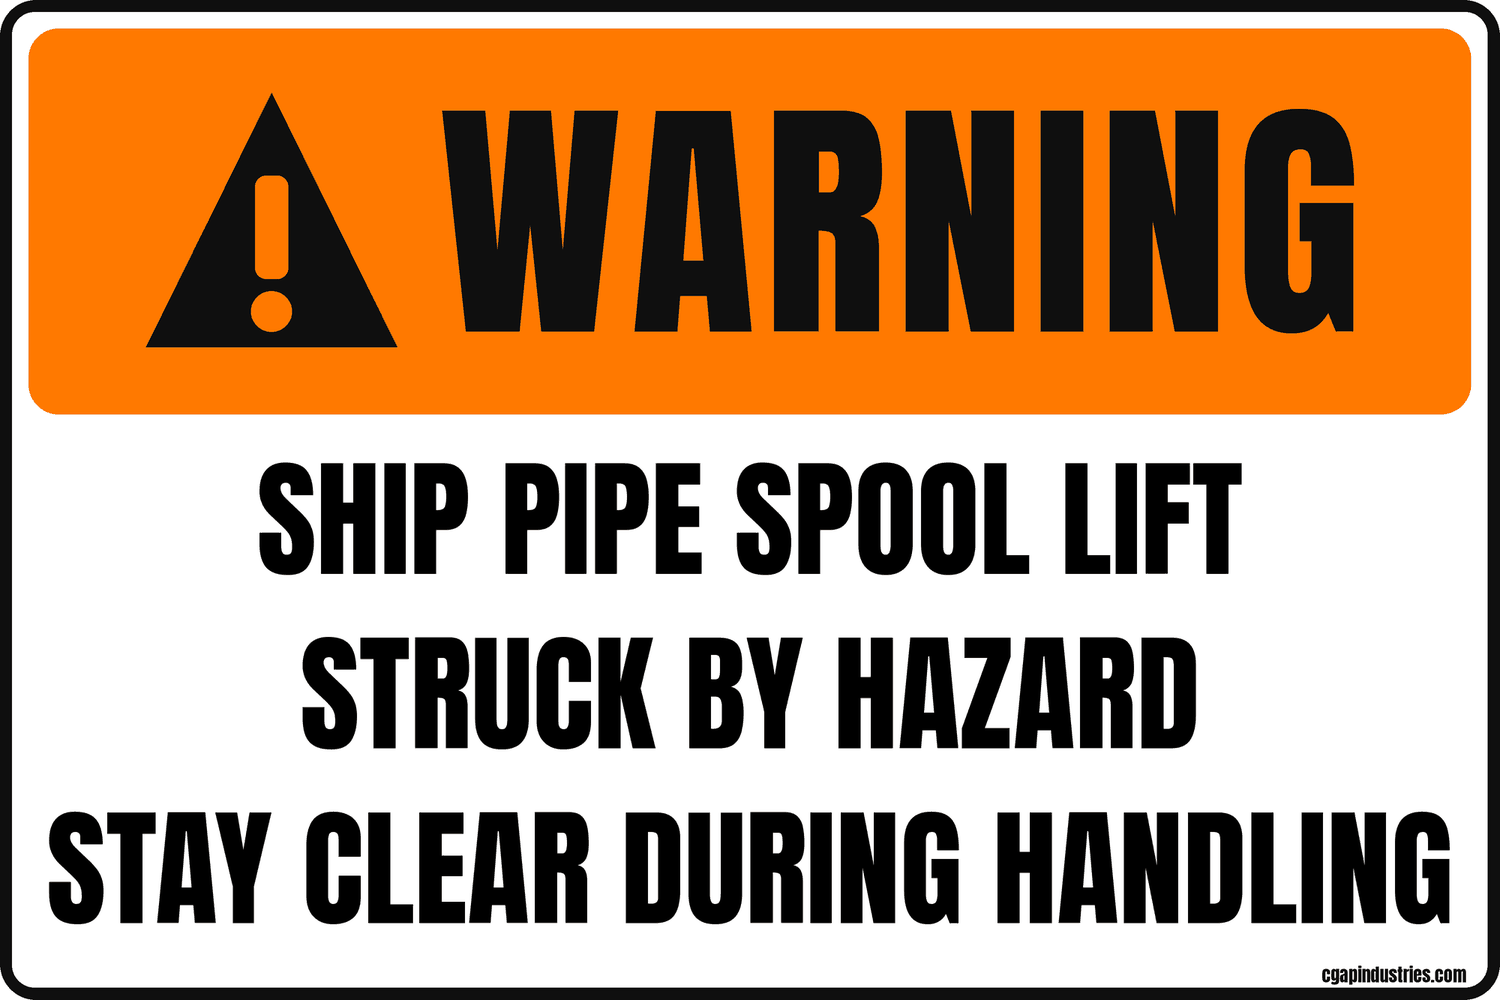 WARNING
SHIP PIPE SPOOL LIFT
STRUCK BY HAZARD
STAY CLEAR DURING HANDLING
cgapindustries.com